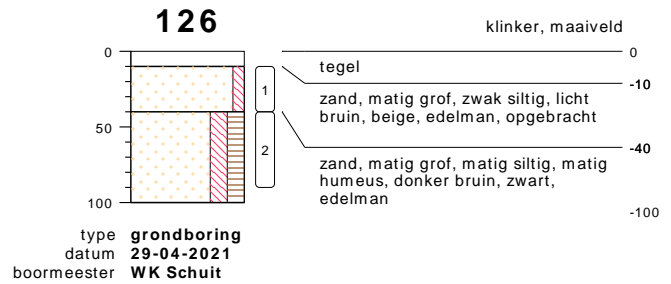 126
klinker, maaiveld
0
0
tegel
-10
zand, matig grof, zwak siltig, licht
bruin, beige, edelman, opgebracht
1
50
2
-40
zand, matig grof, matig siltig, matig
humeus, donker bruin, zwart,
edelman
100
-100
type grondboring
datum 29-04-2021
boormeester WK Schuit